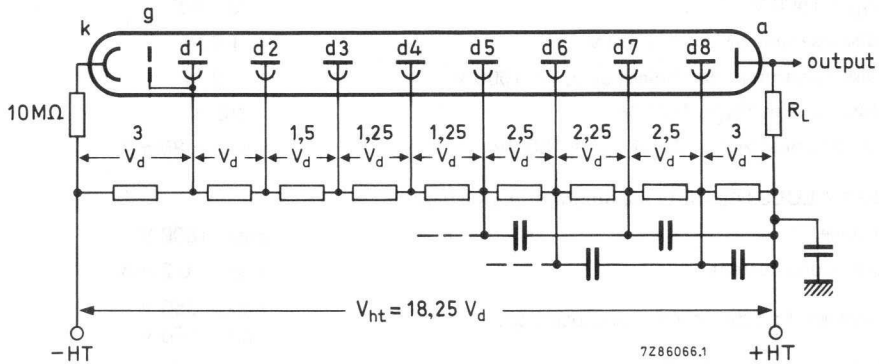 k g d1 d2 d3 d4 d5 d6 d7 d8 a
output
10MΩ
R_L
3 1,5 1,25 1,25 2,5 2,25 2,5 3
V_d V_d V_d V_d V_d V_d V_d V_d V_d
V_ht = 18,25 V_d
-HT
7Z86066.1
+HT